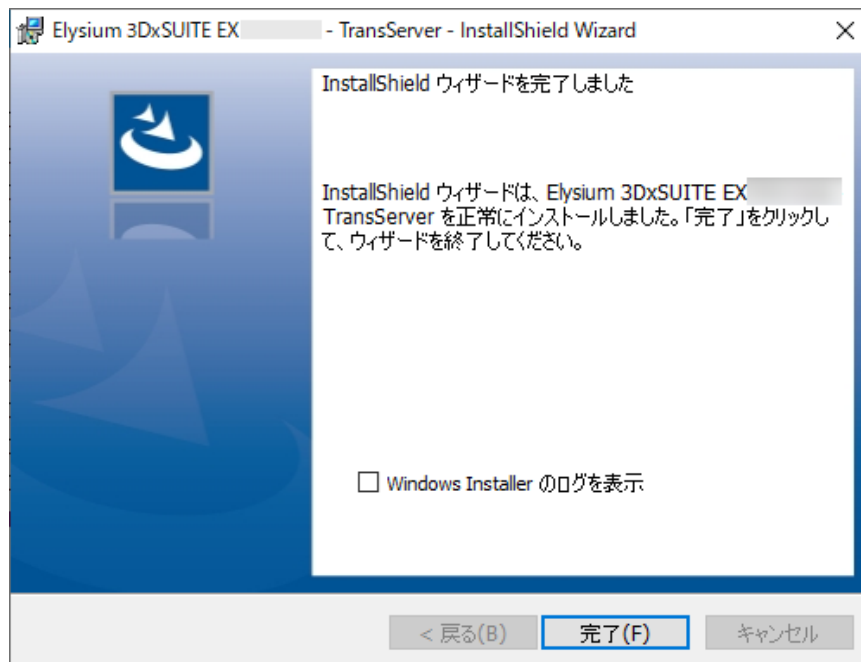 Elysium 3DxSUITE EX - TransServer - InstallShield Wizard
InstallShield ウィザードを完了しました
InstallShield ウィザードは、Elysium 3DxSUITE EX
TransServer を正常にインストールしました。「完了」をクリックし
て、ウィザードを終了してください。
Windows Installer のログを表示
< 戻る(B)
完了(F)
キャンセル